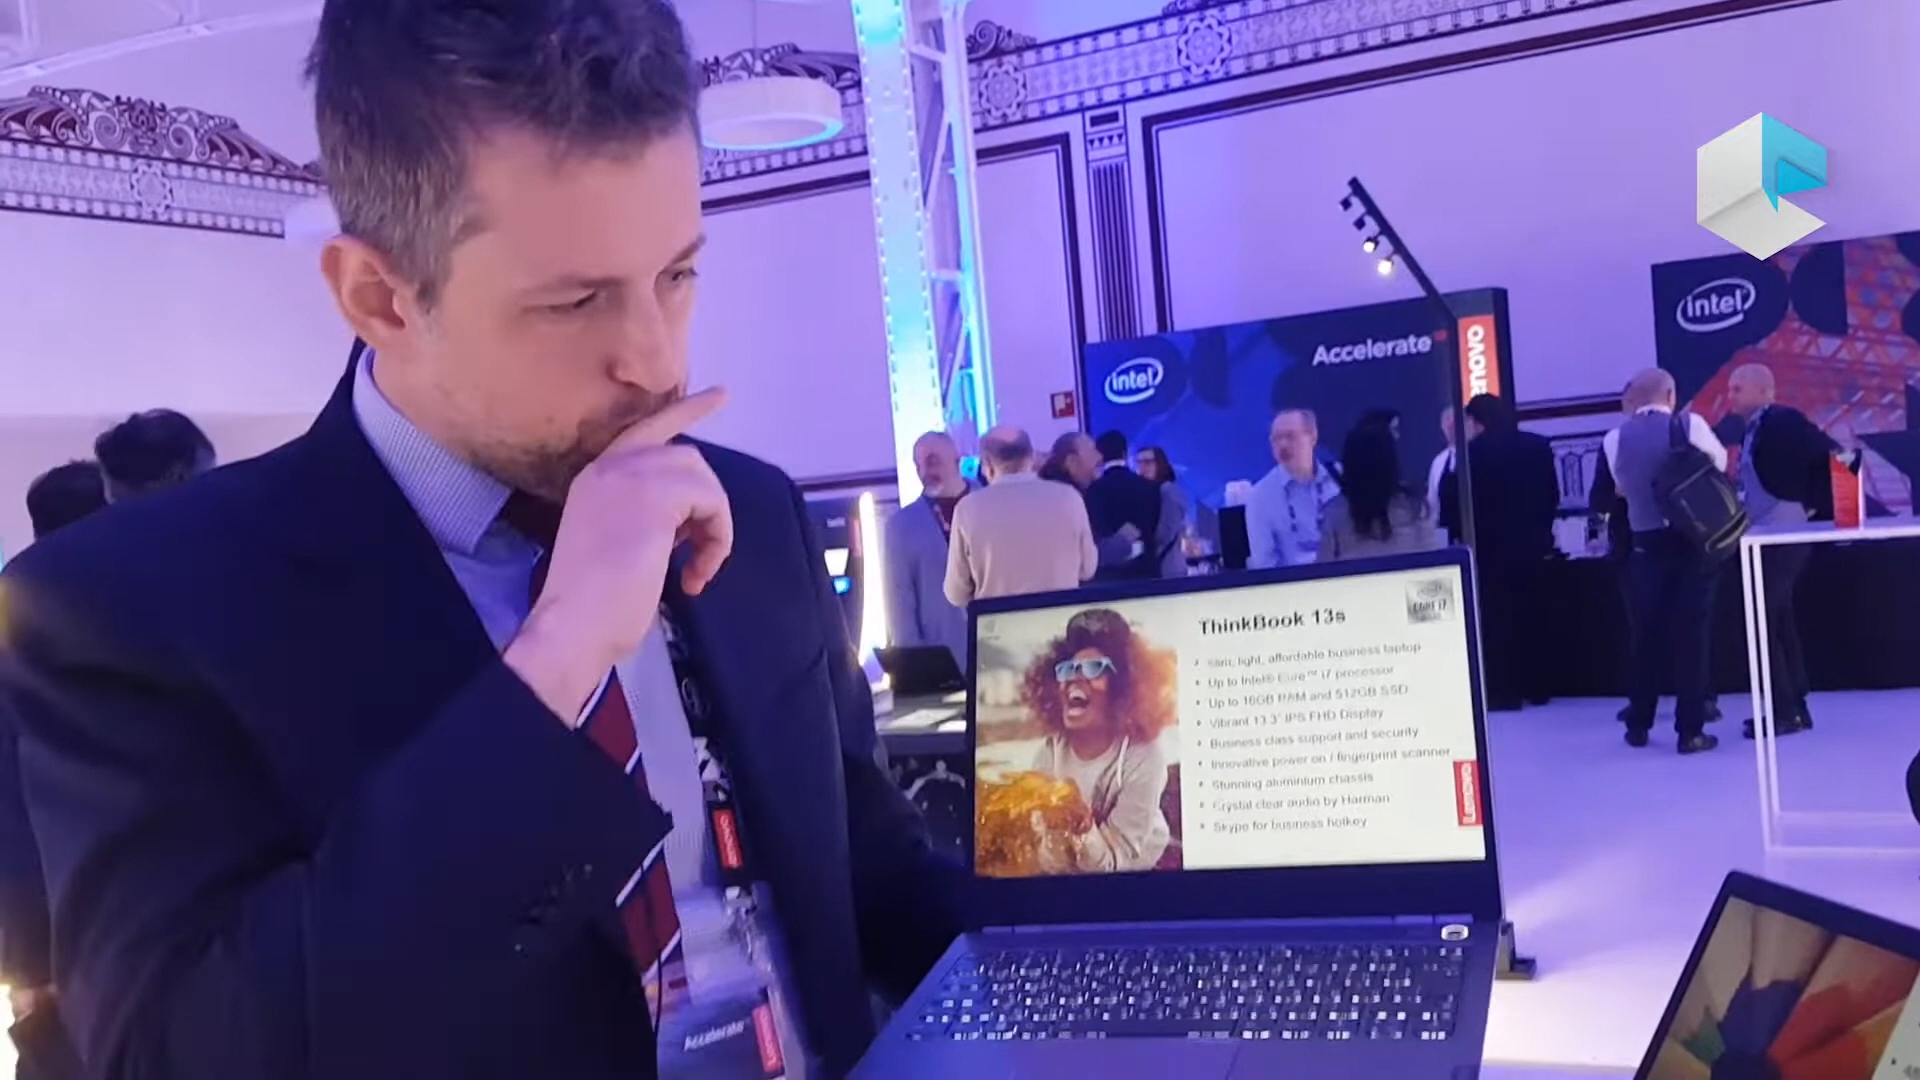 intel
Accelerate
Lenovo
intel
ThinkBook 13s
Slim, light, affordable business laptop
Up to Intel® Core™ i7 processor
Up to 16GB RAM and 512GB SSD
Vibrant 13.3" IPS FHD Display
Business class support and security
Innovative power on / fingerprint scanner
Stunning aluminium chassis
Crystal clear audio by Harman
Skype for business hotkey
CORE i7
Lenovo
Lenovo
Accelerate